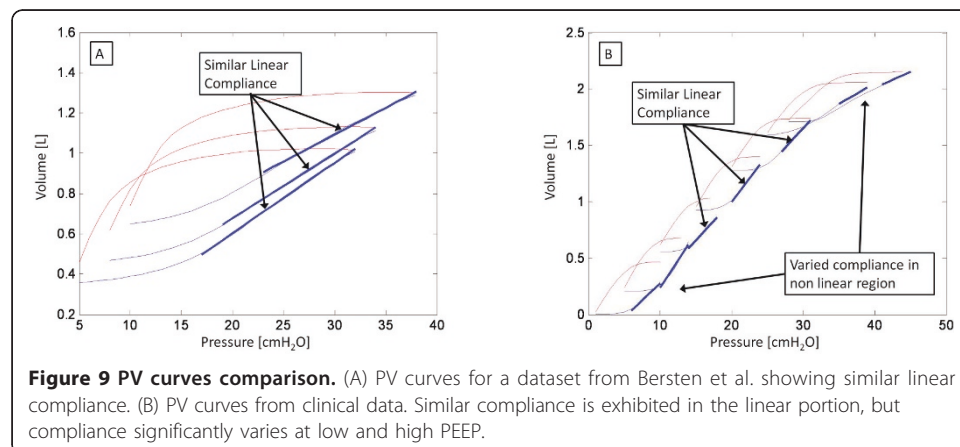 A
Similar Linear
Compliance
1.6
1.4
1.2
1
0.8
0.6
0.4
0.2
Volume [L]
5 10 15 20 25 30 35 40
Pressure [cmH₂O]
B
Similar Linear
Compliance
Varied compliance in
non linear region
2.5
2
1.5
1
0.5
0
Volume [L]
0 10 20 30 40 50
Pressure [cmH₂O]
Figure 9 PV curves comparison. (A) PV curves for a dataset from Bersten et al. showing similar linear
compliance. (B) PV curves from clinical data. Similar compliance is exhibited in the linear portion, but
compliance significantly varies at low and high PEEP.